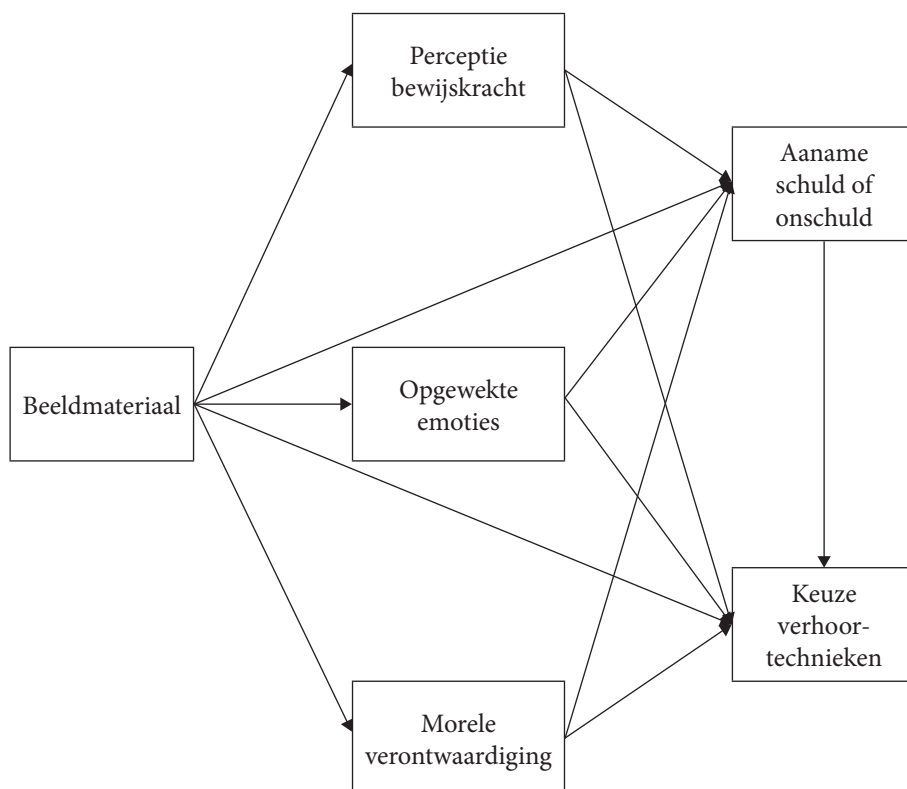 Perceptie
bewijskracht
Aaname
schuld of
onschuld
Beeldmateriaal
Opgewekte
emoties
Keuze
verhoor-
technieken
Morele
verontwaardiging